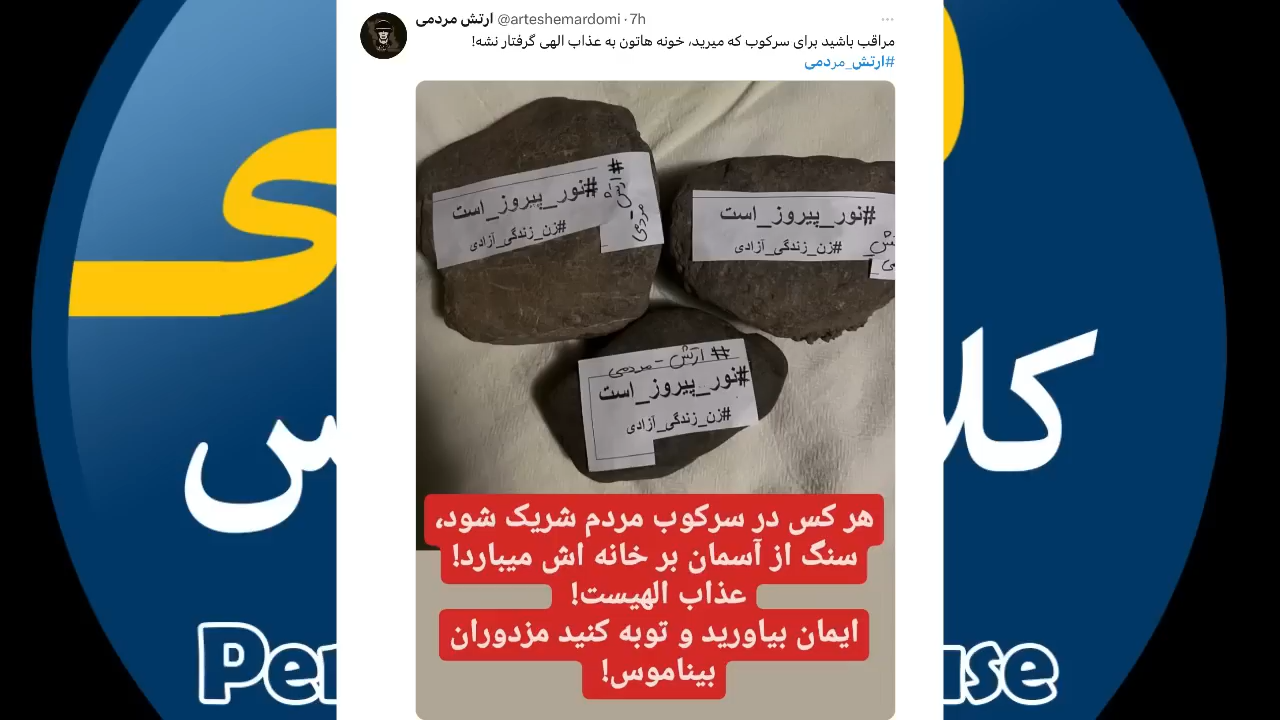 ارتش مردمی @arteshemardomi · 7h
مراقب باشید برای سرکوب که میرید، خونه هاتون به عذاب الهی گرفتار نشه!
#ارتش_مردمی
#نور_پیروز_است
#زن_زندگی_آزادی
#ارتش_مردمی
#نور_پیروز_است
#زن_زندگی_آزادی
#ارتش_مردمی
#نور_پیروز_است
#زن_زندگی_آزادی
هر کس در سرکوب مردم شریک شود،
سنگ از آسمان بر خانه اش میبارد!
عذاب الهیست!
ایمان بیاورید و توبه کنید مزدوران
بیناموس!